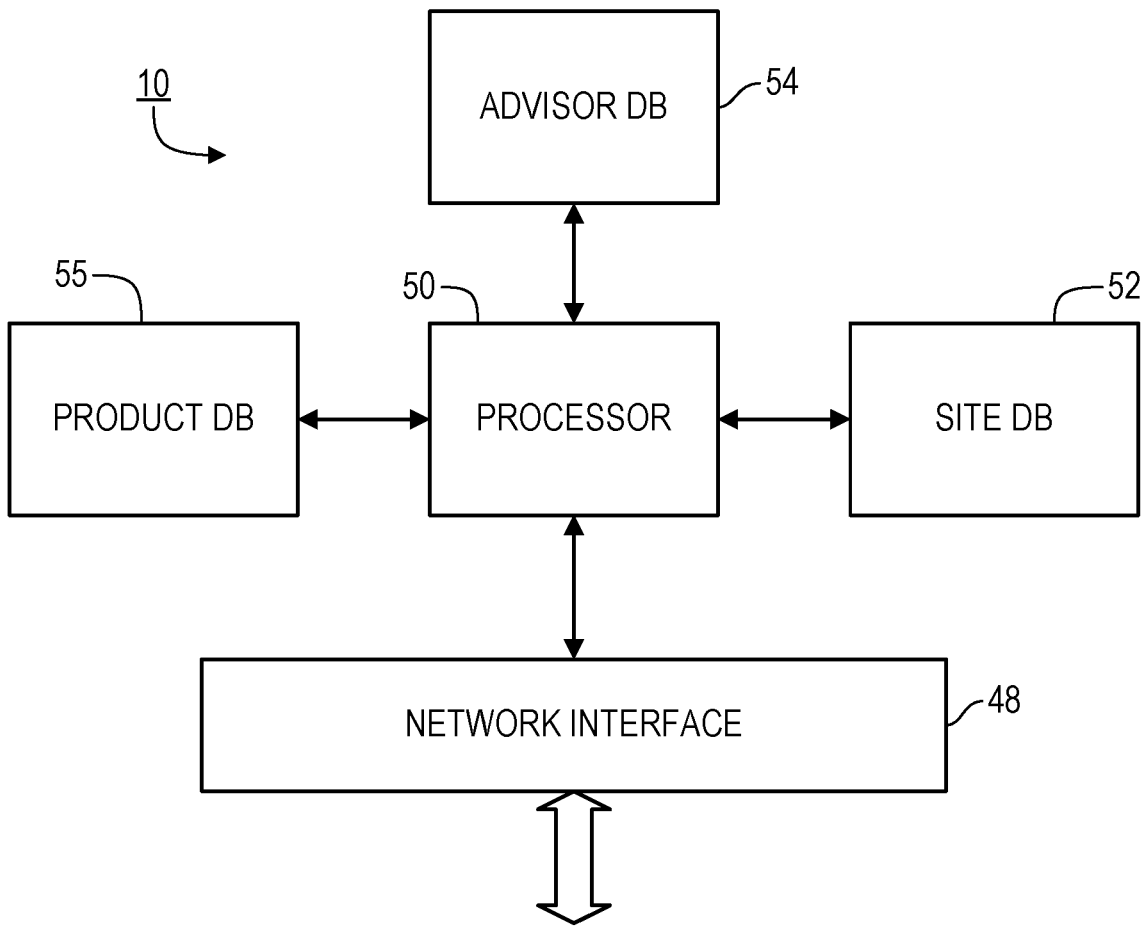 10
ADVISOR DB
54
55
50
52
PRODUCT DB
PROCESSOR
SITE DB
NETWORK INTERFACE
48